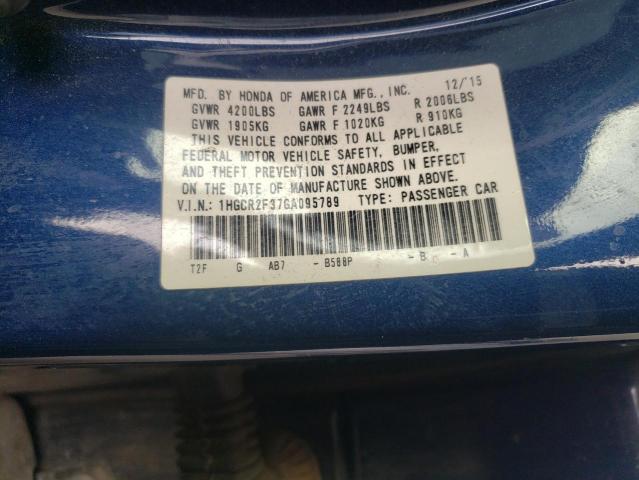 MFD. BY HONDA OF AMERICA MFG., INC. 12/'15
GVWR 4200LBS GAWR F 2249LBS R 2006LBS
GVWR 1905KG GAWR F 1020KG R 910KG
THIS VEHICLE CONFORMS TO ALL APPLICABLE
FEDERAL MOTOR VEHICLE SAFETY, BUMPER,
AND THEFT PREVENTION STANDARDS IN EFFECT
ON THE DATE OF MANUFACTURE SHOWN ABOVE.
V.I.N.: 1HGCR2F37GA095789 TYPE: PASSENGER CAR
T2F G AB7 -B588P -B -A